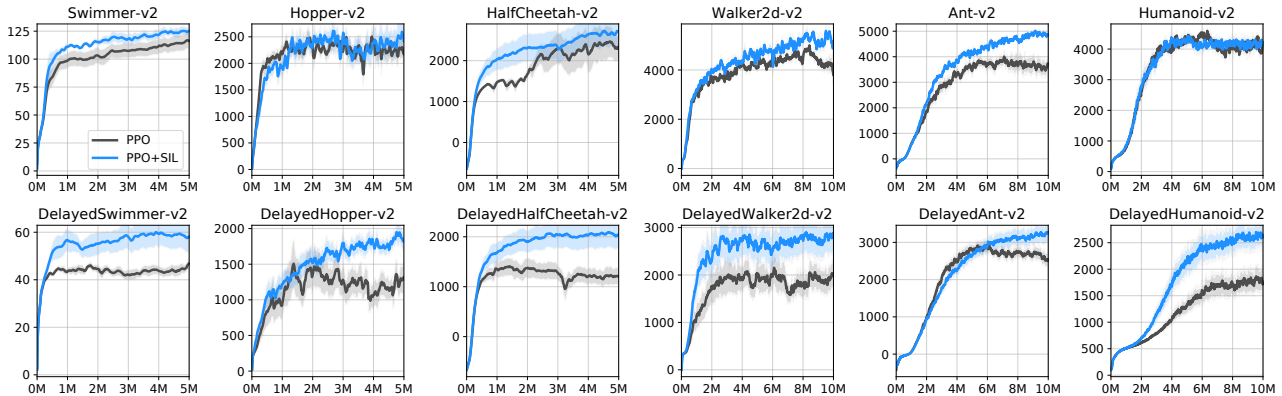 Swimmer-v2 Hopper-v2 HalfCheetah-v2 Walker2d-v2 Ant-v2 Humanoid-v2
125 2500 2000 4000 5000 4000
100 2000 1000 2000 4000 3000
75 1500 0 0 3000 2000
50 1000 2000 1000
25 500 1000 0
0 0 0
PPO
PPO+SIL
0M 1M 2M 3M 4M 5M 0M 1M 2M 3M 4M 5M 0M 1M 2M 3M 4M 5M 0M 2M 4M 6M 8M 10M 0M 2M 4M 6M 8M 10M 0M 2M 4M 6M 8M 10M
DelayedSwimmer-v2 DelayedHopper-v2 DelayedHalfCheetah-v2 DelayedWalker2d-v2 DelayedAnt-v2 DelayedHumanoid-v2
60 2000 2000 3000 3000 2500
40 1500 1000 2000 2000 2000
20 1000 0 1000 1000 1500
0 500 0 0 1000
0 500
0
0M 1M 2M 3M 4M 5M 0M 1M 2M 3M 4M 5M 0M 1M 2M 3M 4M 5M 0M 2M 4M 6M 8M 10M 0M 2M 4M 6M 8M 10M 0M 2M 4M 6M 8M 10M